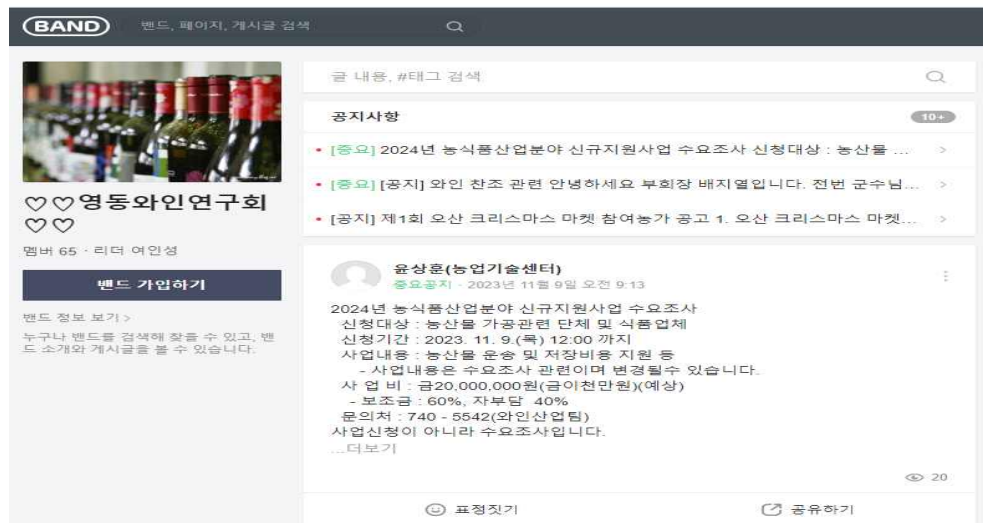 BAND
밴드, 페이지, 게시글 검색
♡♡영동와인연구회
♡♡
멤버 65 · 리더 여인성
밴드 가입하기
밴드 정보 보기 >
누구나 밴드를 검색해 찾을 수 있고, 밴
드 소개와 게시글을 볼 수 있습니다.
글 내용, #태그 검색
공지사항 10+
• [중요] 2024년 농식품산업분야 신규지원사업 수요조사 신청대상 : 농산물 ... >
• [중요] [공지] 와인 찬조 관련 안녕하세요 부회장 배지열입니다. 전번 군수님... >
• [공지] 제1회 오산 크리스마스 마켓 참여농가 공고 1. 오산 크리스마스 마켓... >
윤상훈(농업기술센터)
중요공지 · 2023년 11월 9일 오전 9:13
2024년 농식품산업분야 신규지원사업 수요조사
신청대상 : 농산물 가공관련 단체 및 식품업체
신청기간 : 2023. 11. 9.(목) 12:00 까지
사업내용 : 농산물 운송 및 저장비용 지원 등
- 사업내용은 수요조사 관련이며 변경될수 있습니다.
사 업 비 : 금20,000,000원(금이천만원)(예상)
- 보조금 : 60%, 자부담 40%
문의처 : 740 - 5542(와인산업팀)
사업신청이 아니라 수요조사입니다.
...더보기
20
표정짓기
공유하기